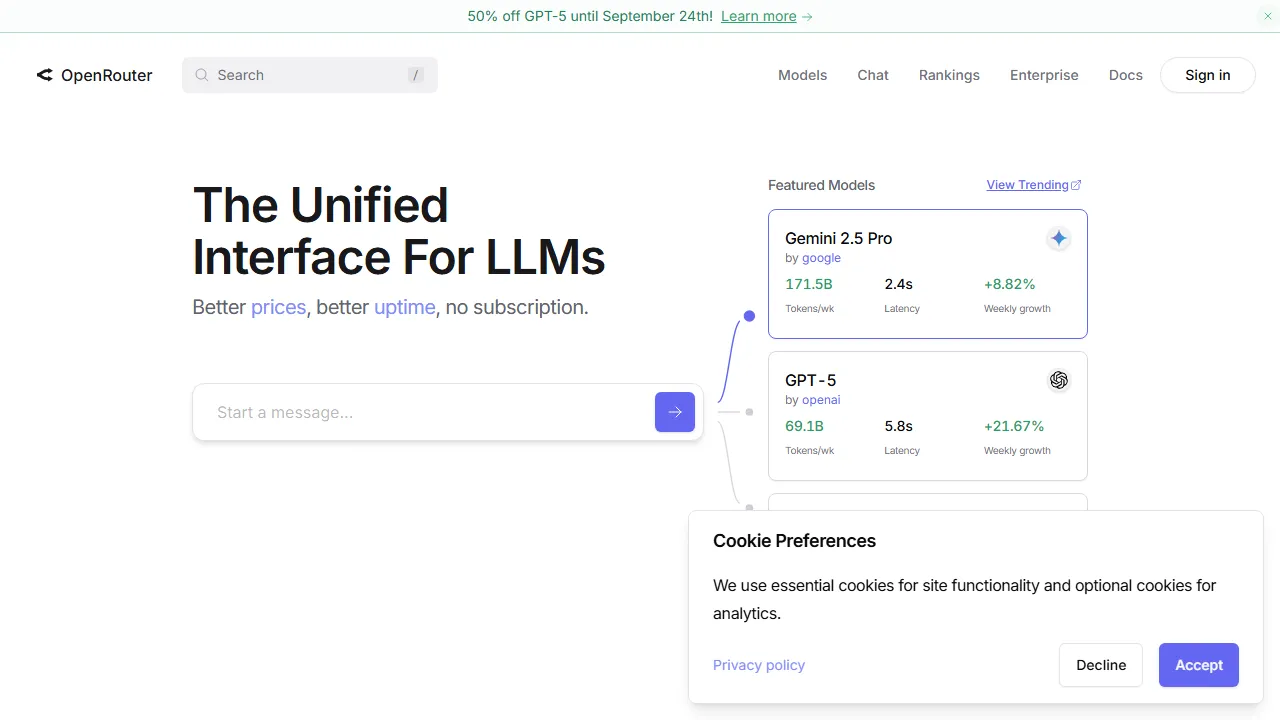 50% off GPT-5 until September 24th! Learn more →
OpenRouter
Search /
Models Chat Rankings Enterprise Docs Sign in
The Unified
Interface For LLMs
Better prices, better uptime, no subscription.
Start a message...
Featured Models View Trending
Gemini 2.5 Pro
by google
171.5B 2.4s +8.82%
Tokens/wk Latency Weekly growth
GPT-5
by openai
69.1B 5.8s +21.67%
Tokens/wk Latency Weekly growth
Cookie Preferences
We use essential cookies for site functionality and optional cookies for
analytics.
Privacy policy Decline Accept